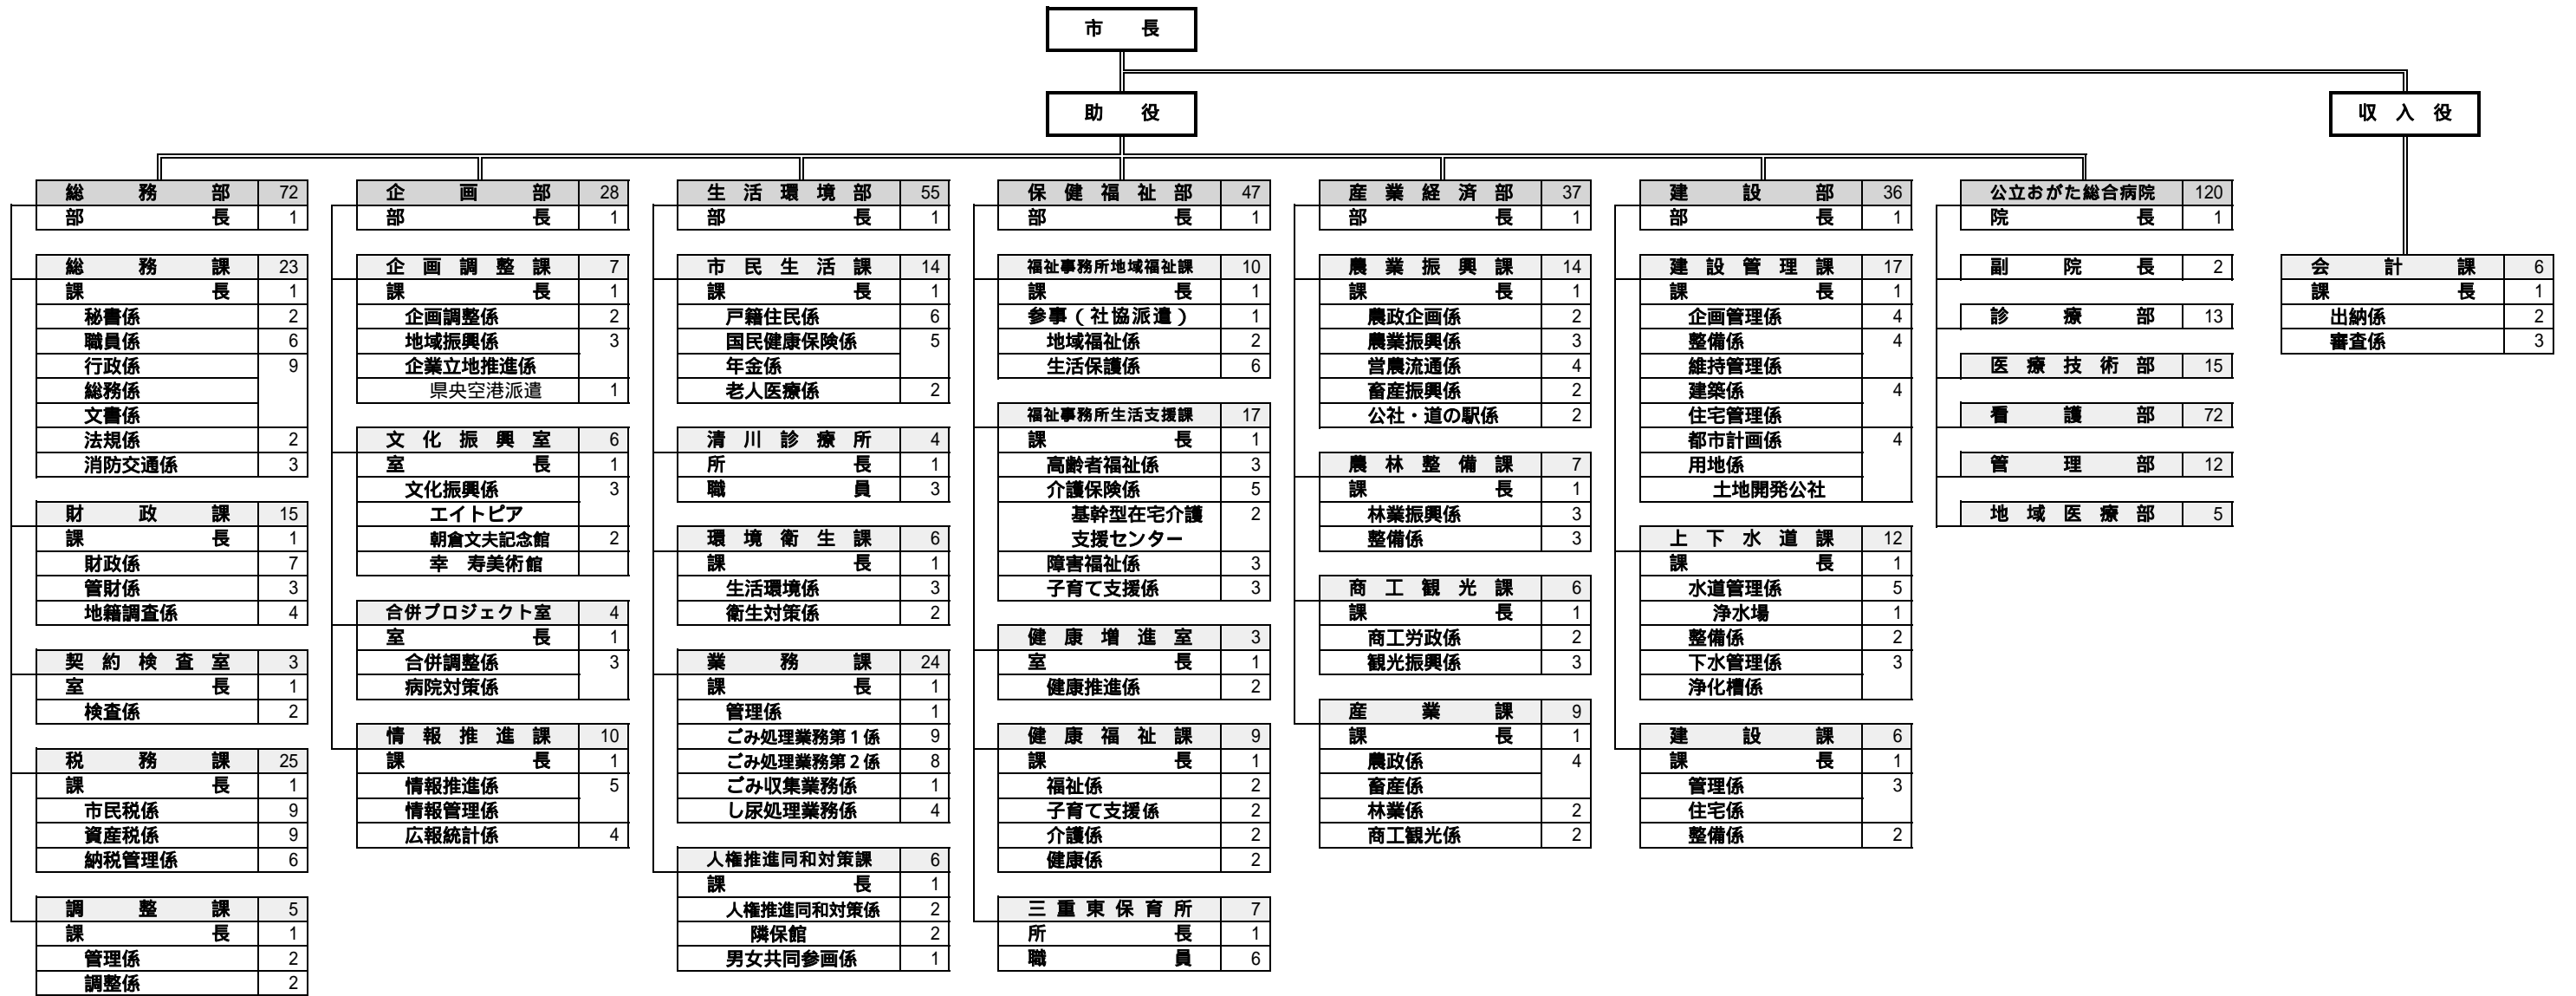 市長
助役
収入役
総務部 72
部長 1
総務課 23
課長 1
秘書係 2
職員係 6
行政係 9
総務係
文書係
法規係 2
消防交通係 3
財政課 15
課長 1
財政係 7
管財係 3
地籍調査係 4
契約検査室 3
室長 1
検査係 2
税務課 25
課長 1
市民税係 9
資産税係 9
納税管理係 6
調整課 5
課長 1
管理係 2
調整係 2
企画部 28
部長 1
企画調整課 7
課長 1
企画調整係 2
地域振興係 3
企業立地推進係
県央空港派遣 1
文化振興室 6
室長 1
文化振興係 3
エイトピア
朝倉文夫記念館 2
幸 寿美術館
合併プロジェクト室 4
室長 1
合併調整係 3
病院対策係
情報推進課 10
課長 1
情報推進係 5
情報管理係
広報統計係 4
生活環境部 55
部長 1
市民生活課 14
課長 1
戸籍住民係 6
国民健康保険係 5
年金係
老人医療係 2
清川診療所 4
所長 1
職員 3
環境衛生課 6
課長 1
生活環境係 3
衛生対策係 2
業務課 24
課長 1
管理係 1
ごみ処理業務第1係 9
ごみ処理業務第2係 8
ごみ収集業務係 1
し尿処理業務係 4
人権推進同和対策課 6
課長 1
人権推進同和対策係 2
隣保館 2
男女共同参画係 1
保健福祉部 47
部長 1
福祉事務所地域福祉課 10
課長 1
参事(社協派遣) 1
地域福祉係 2
生活保護係 6
福祉事務所生活支援課 17
課長 1
高齢者福祉係 3
介護保険係 5
基幹型在宅介護 2
支援センター
障害福祉係 3
子育て支援係 3
健康増進室 3
室長 1
健康推進係 2
健康福祉課 9
課長 1
福祉係 2
子育て支援係 2
介護係 2
健康係 2
三重東保育所 7
所長 1
職員 6
産業経済部 37
部長 1
農業振興課 14
課長 1
農政企画係 2
農業振興係 3
営農流通係 4
畜産振興係 2
公社・道の駅係 2
農林整備課 7
課長 1
林業振興係 3
整備係 3
商工観光課 6
課長 1
商工労政係 2
観光振興係 3
産業課 9
課長 1
農政係 4
畜産係
林業係 2
商工観光係 2
建設部 36
部長 1
建設管理課 17
課長 1
企画管理係 4
整備係 4
維持管理係
建築係 4
住宅管理係
都市計画係 4
用地係
土地開発公社
上下水道課 12
課長 1
水道管理係 5
浄水場 1
整備係 2
下水管理係 3
浄化槽係
建設課 6
課長 1
管理係 3
住宅係
整備係 2
公立おがた総合病院 120
院長 1
副院長 2
診療部 13
医療技術部 15
看護部 72
管理部 12
地域医療部 5
会計課 6
課長 1
出納係 2
審査係 3